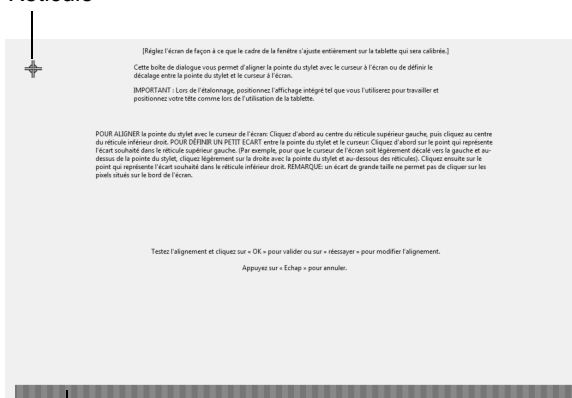 [Réglez l'écran de façon à ce que le cadre de la fenêtre s'ajuste entièrement sur la tablette qui sera calibrée.]
Cette boîte de dialogue vous permet d'aligner la pointe du stylet avec le curseur à l'écran ou de définir le
décalage entre la pointe du stylet et le curseur à l'écran.
IMPORTANT : Lors de l'étalonnage, positionnez l'affichage intégré tel que vous l'utiliserez pour travailler et
positionnez votre tête comme lors de l'utilisation de la tablette.
POUR ALIGNER la pointe du stylet avec le curseur de l'écran: Cliquez d'abord au centre du réticule supérieur gauche, puis cliquez au centre
du réticule inférieur droit. POUR DÉFINIR UN PETIT ECART entre la pointe du stylet et le curseur: Cliquez d'abord sur le point qui représente
l'écart souhaité dans le réticule supérieur gauche. (Par exemple, pour que le curseur de l'écran soit légèrement décalé vers la gauche et au-
dessus de la pointe du stylet, cliquez légèrement sur la droite avec la pointe du stylet et au-dessous des réticules). Cliquez ensuite sur le
point qui représente l'écart souhaité dans le réticule inférieur droit. REMARQUE: un écart de grande taille ne permet pas de cliquer sur les
pixels situés sur le bord de l'écran.
Testez l'alignement et cliquez sur « OK » pour valider ou sur « réessayer » pour modifier l'alignement.
Appuyez sur « Echap » pour annuler.